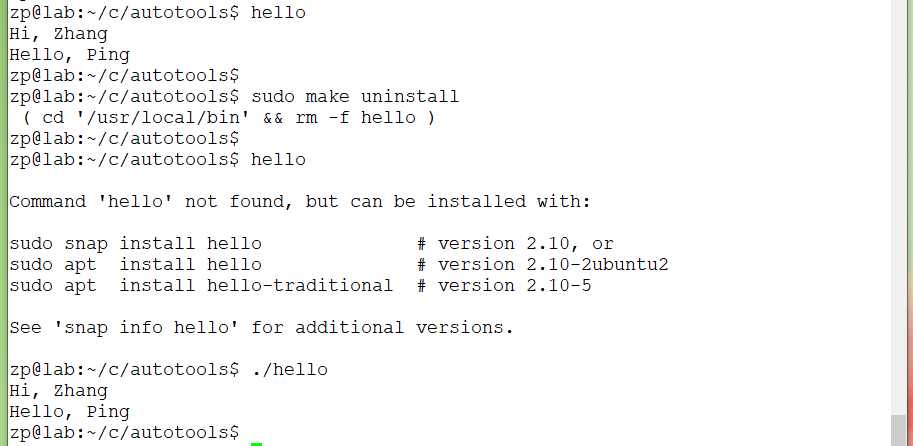 zp@lab:~/c/autotools$ hello
Hi, Zhang
Hello, Ping
zp@lab:~/c/autotools$
zp@lab:~/c/autotools$ sudo make uninstall
 ( cd '/usr/local/bin' && rm -f hello )
zp@lab:~/c/autotools$
zp@lab:~/c/autotools$ hello

Command 'hello' not found, but can be installed with:

sudo snap install hello              # version 2.10, or
sudo apt  install hello              # version 2.10-2ubuntu2
sudo apt  install hello-traditional  # version 2.10-5

See 'snap info hello' for additional versions.

zp@lab:~/c/autotools$ ./hello
Hi, Zhang
Hello, Ping
zp@lab:~/c/autotools$